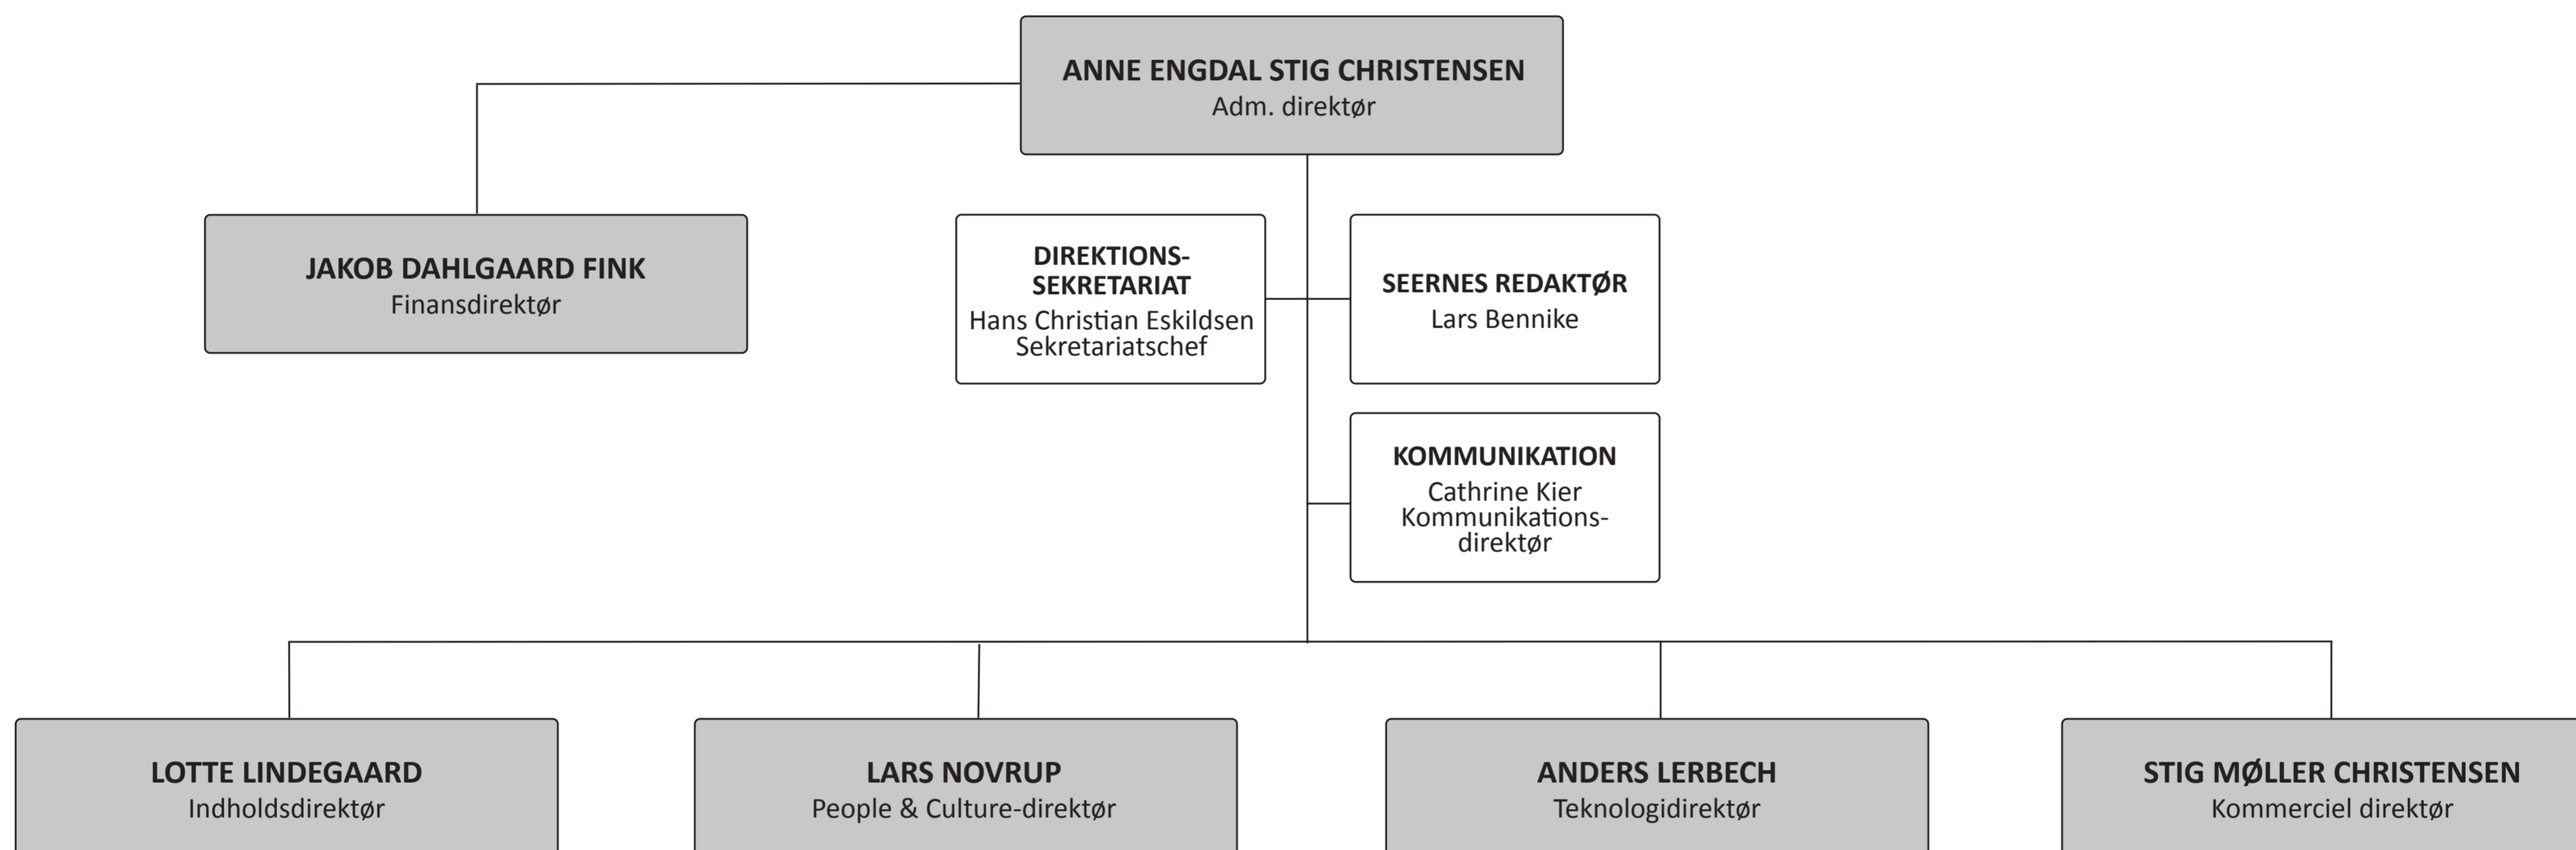 ANNE ENGDAL STIG CHRISTENSEN
Adm. direktør
JAKOB DAHLGAARD FINK
Finansdirektør
DIREKTIONS-
SEKRETARIAT
Hans Christian Eskildsen
Sekretariatschef
SEERNES REDAKTØR
Lars Bennike
KOMMUNIKATION
Cathrine Kier
Kommunikations-
direktør
LOTTE LINDEGAARD
Indholdsdirektør
LARS NOVRUP
People & Culture-direktør
ANDERS LERBECH
Teknologidirektør
STIG MØLLER CHRISTENSEN
Kommerciel direktør